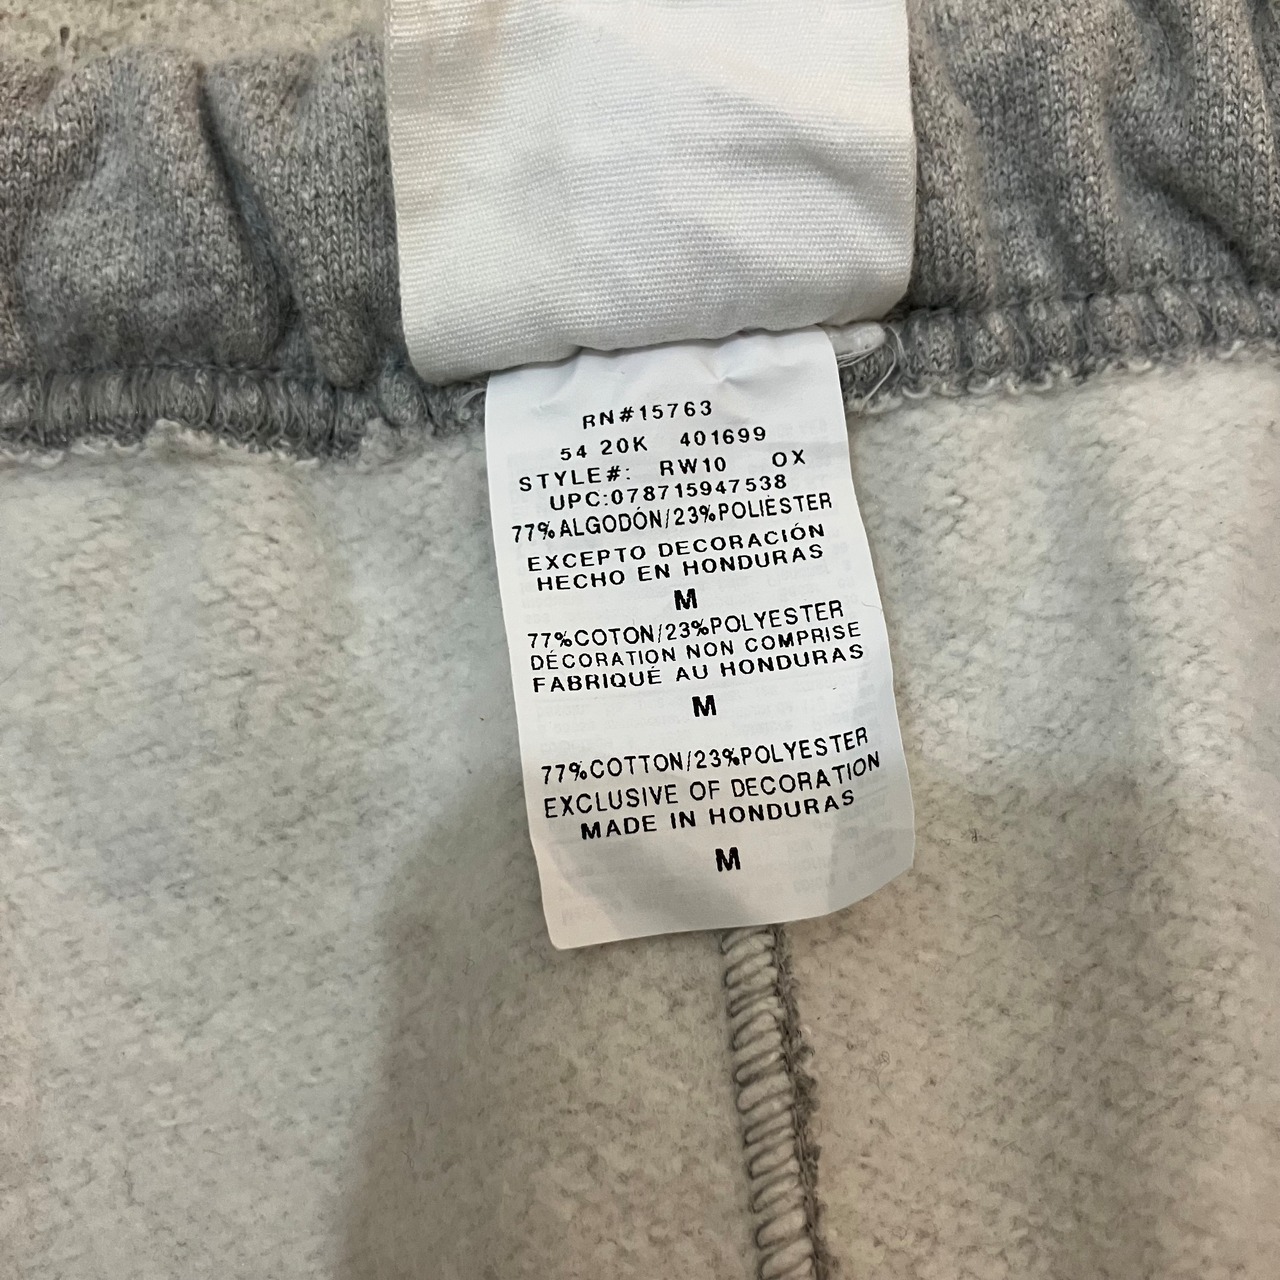 RN#15763
54 20K 401699
STYLE#: RW10 OX
UPC:078715947538
77%ALGODÓN/23%POLIÉSTER
EXCEPTO DECORACIÓN
HECHO EN HONDURAS
M
77%COTON/23%POLYESTER
DÉCORATION NON COMPRISE
FABRIQUÉ AU HONDURAS
M
77%COTTON/23%POLYESTER
EXCLUSIVE OF DECORATION
MADE IN HONDURAS
M